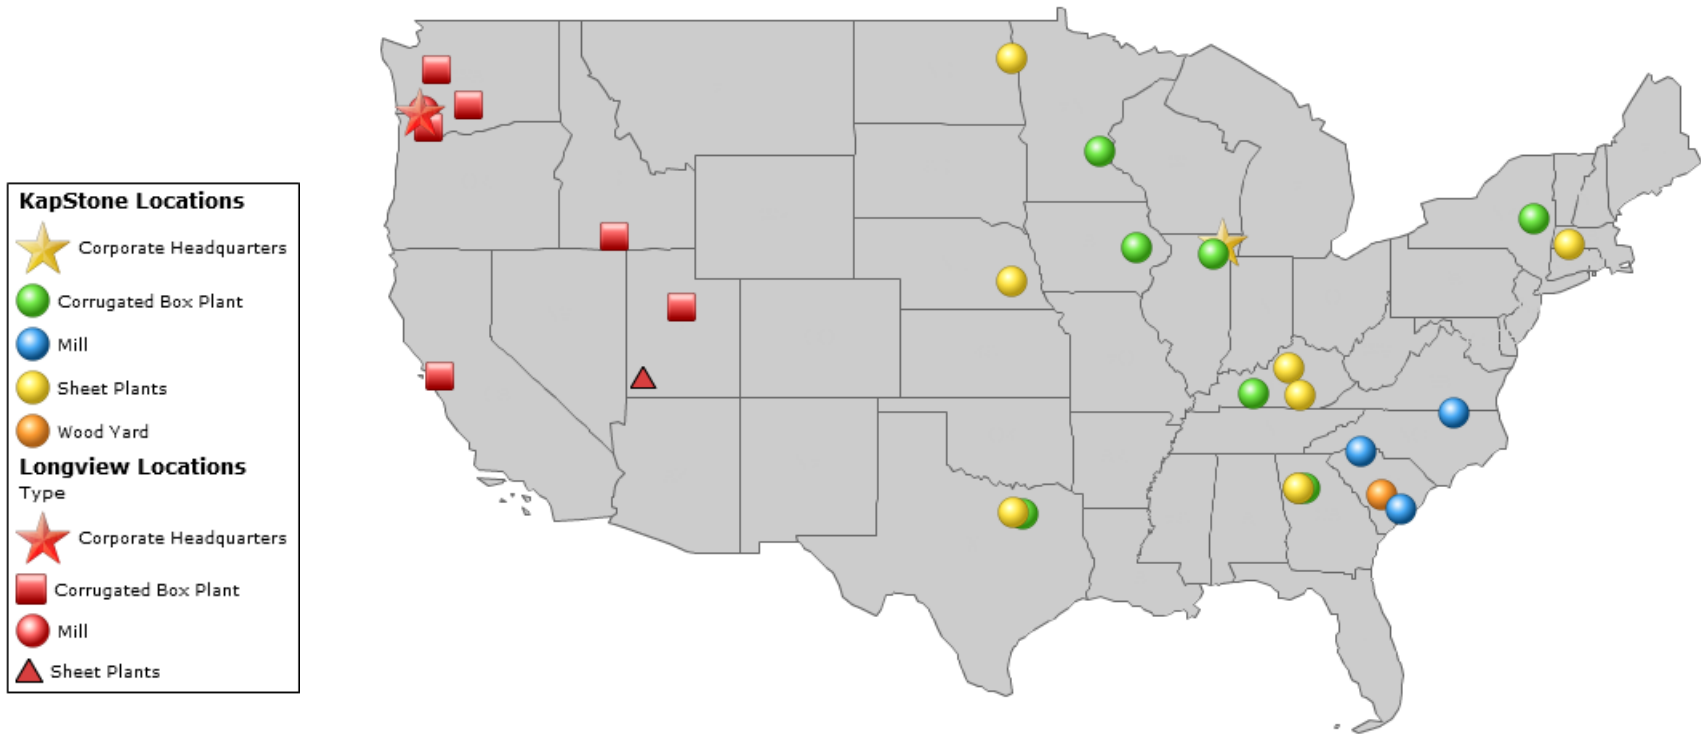 KapStone Locations
Corporate Headquarters
Corrugated Box Plant
Mill
Sheet Plants
Wood Yard
Longview Locations
Type
Corporate Headquarters
Corrugated Box Plant
Mill
Sheet Plants